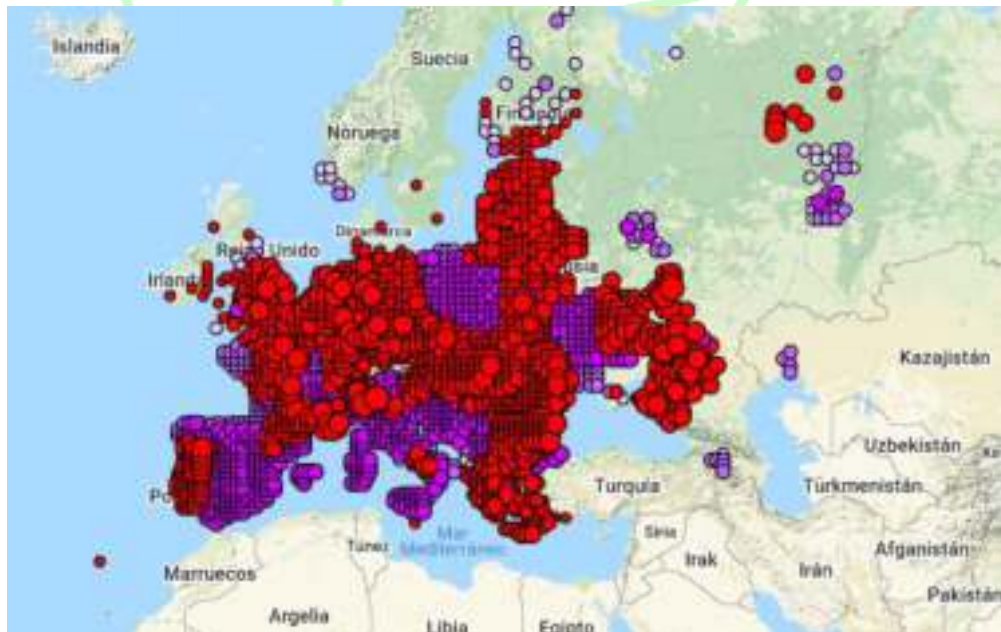 Islandia
Suecia
Noruega
Dinamarca
Reino Unido
Kazajistán
Uzbekistán
Turquía
Turkmenistán
Siria
Túnez
Mar
Mediterráneo
Irak
Afganistán
Irán
Marruecos
Pakistán
Argelia
Libia
Egipto